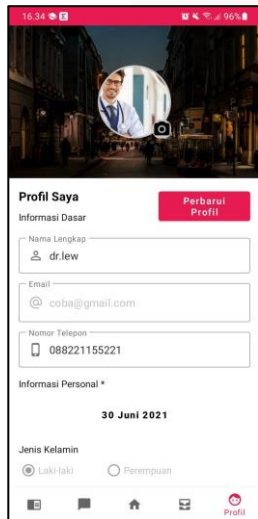 16.34
96%
Profil Saya
Perbarui
Profil
Informasi Dasar
Nama Lengkap
dr.lew
Email
@ coba@gmail.com
Nomor Telepon
088221155221
Informasi Personal *
30 Juni 2021
Jenis Kelamin
Laki-laki
Perempuan
Profil